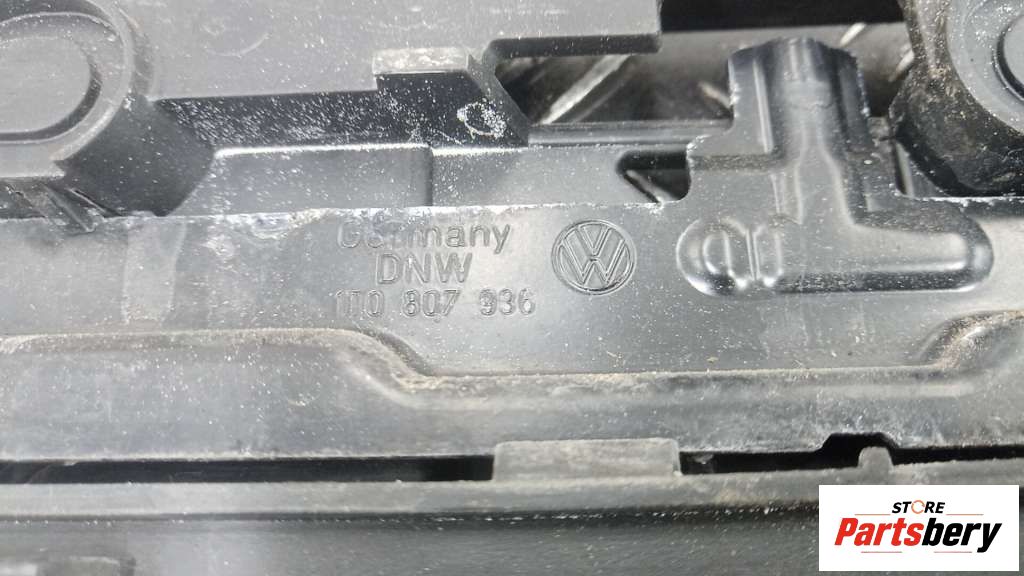 Germany
DNW
1T0 807 936
STORE
Partsbery